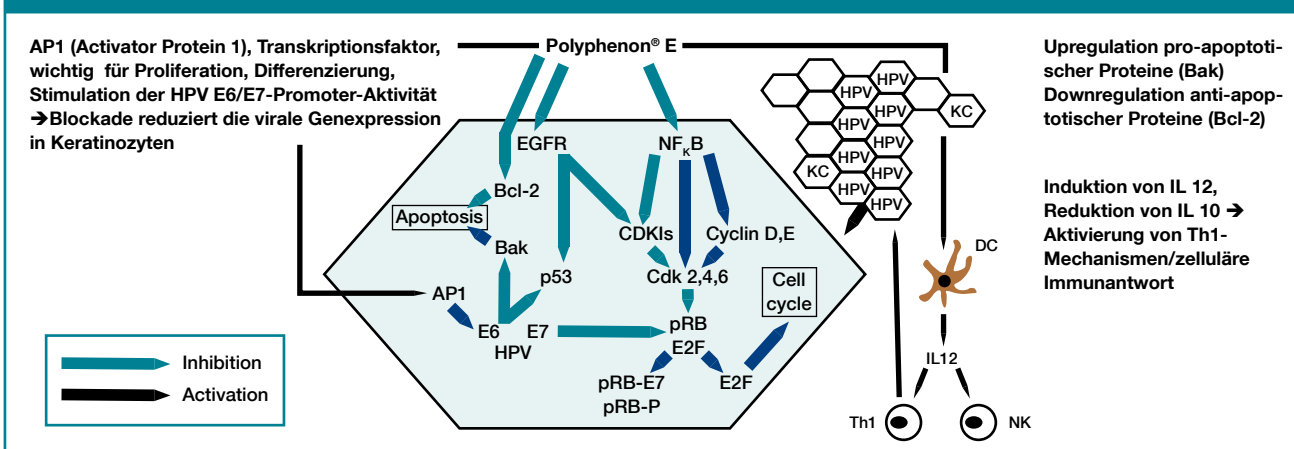 AP1 (Activator Protein 1), Transkriptionsfaktor,
wichtig für Proliferation, Differenzierung,
Stimulation der HPV E6/E7-Promoter-Aktivität
➔Blockade reduziert die virale Genexpression
in Keratinozyten
Polyphenon® E
Upregulation pro-apoptoti-
scher Proteine (Bak)
Downregulation anti-apop-
totischer Proteine (Bcl-2)
Induktion von IL 12,
Reduktion von IL 10 ➔
Aktivierung von Th1-
Mechanismen/zelluläre
Immunantwort
HPV
HPV
HPV
KC
HPV
HPV
HPV
HPV
HPV
KC
HPV
HPV
HPV
EGFR
NFκB
Bcl-2
Apoptosis
Bak
CDKIs
Cyclin D,E
p53
Cdk 2,4,6
Cell
cycle
AP1
E6
E7
HPV
pRB
E2F
pRB-E7
pRB-P
E2F
DC
IL12
Th1
NK
Inhibition
Activation